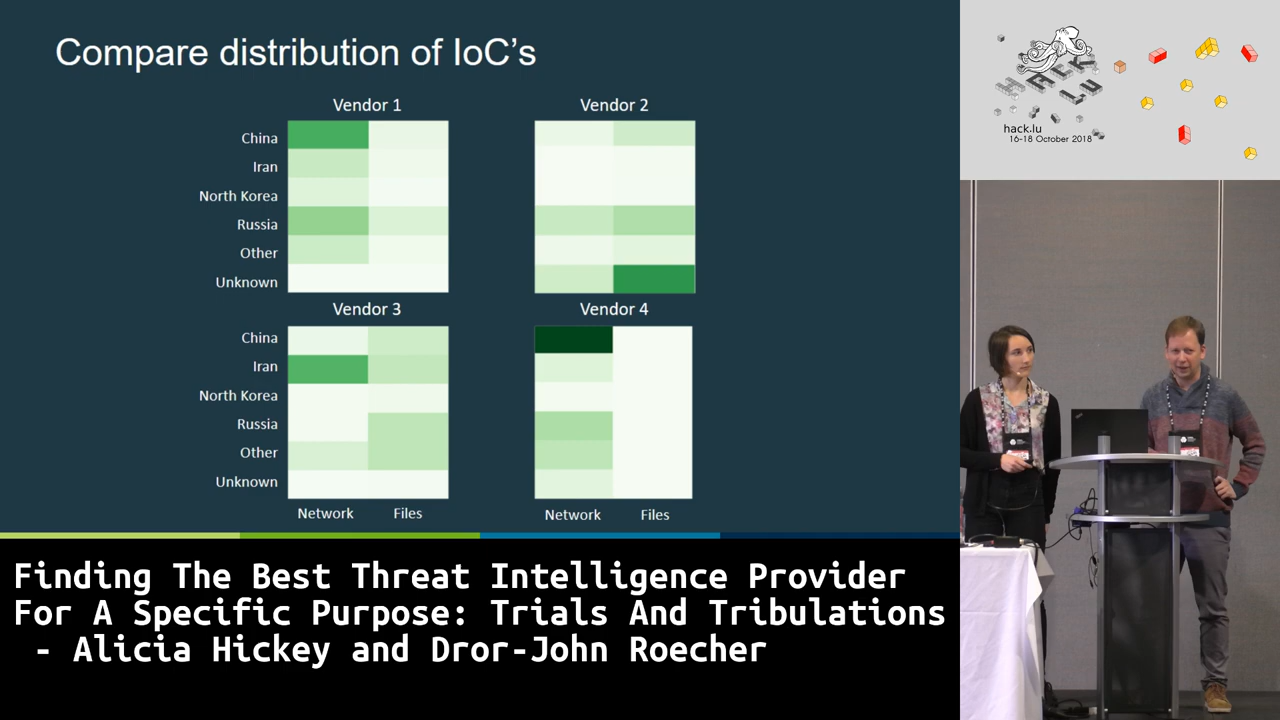 Compare distribution of IoC's
Vendor 1
Vendor 2
China
Iran
North Korea
Russia
Other
Unknown
Vendor 3
Vendor 4
China
Iran
North Korea
Russia
Other
Unknown
Network
Files
Network
Files
HACK
LU
hack.lu
16-18 October 2018
Finding The Best Threat Intelligence Provider
For A Specific Purpose: Trials And Tribulations
- Alicia Hickey and Dror-John Roecher